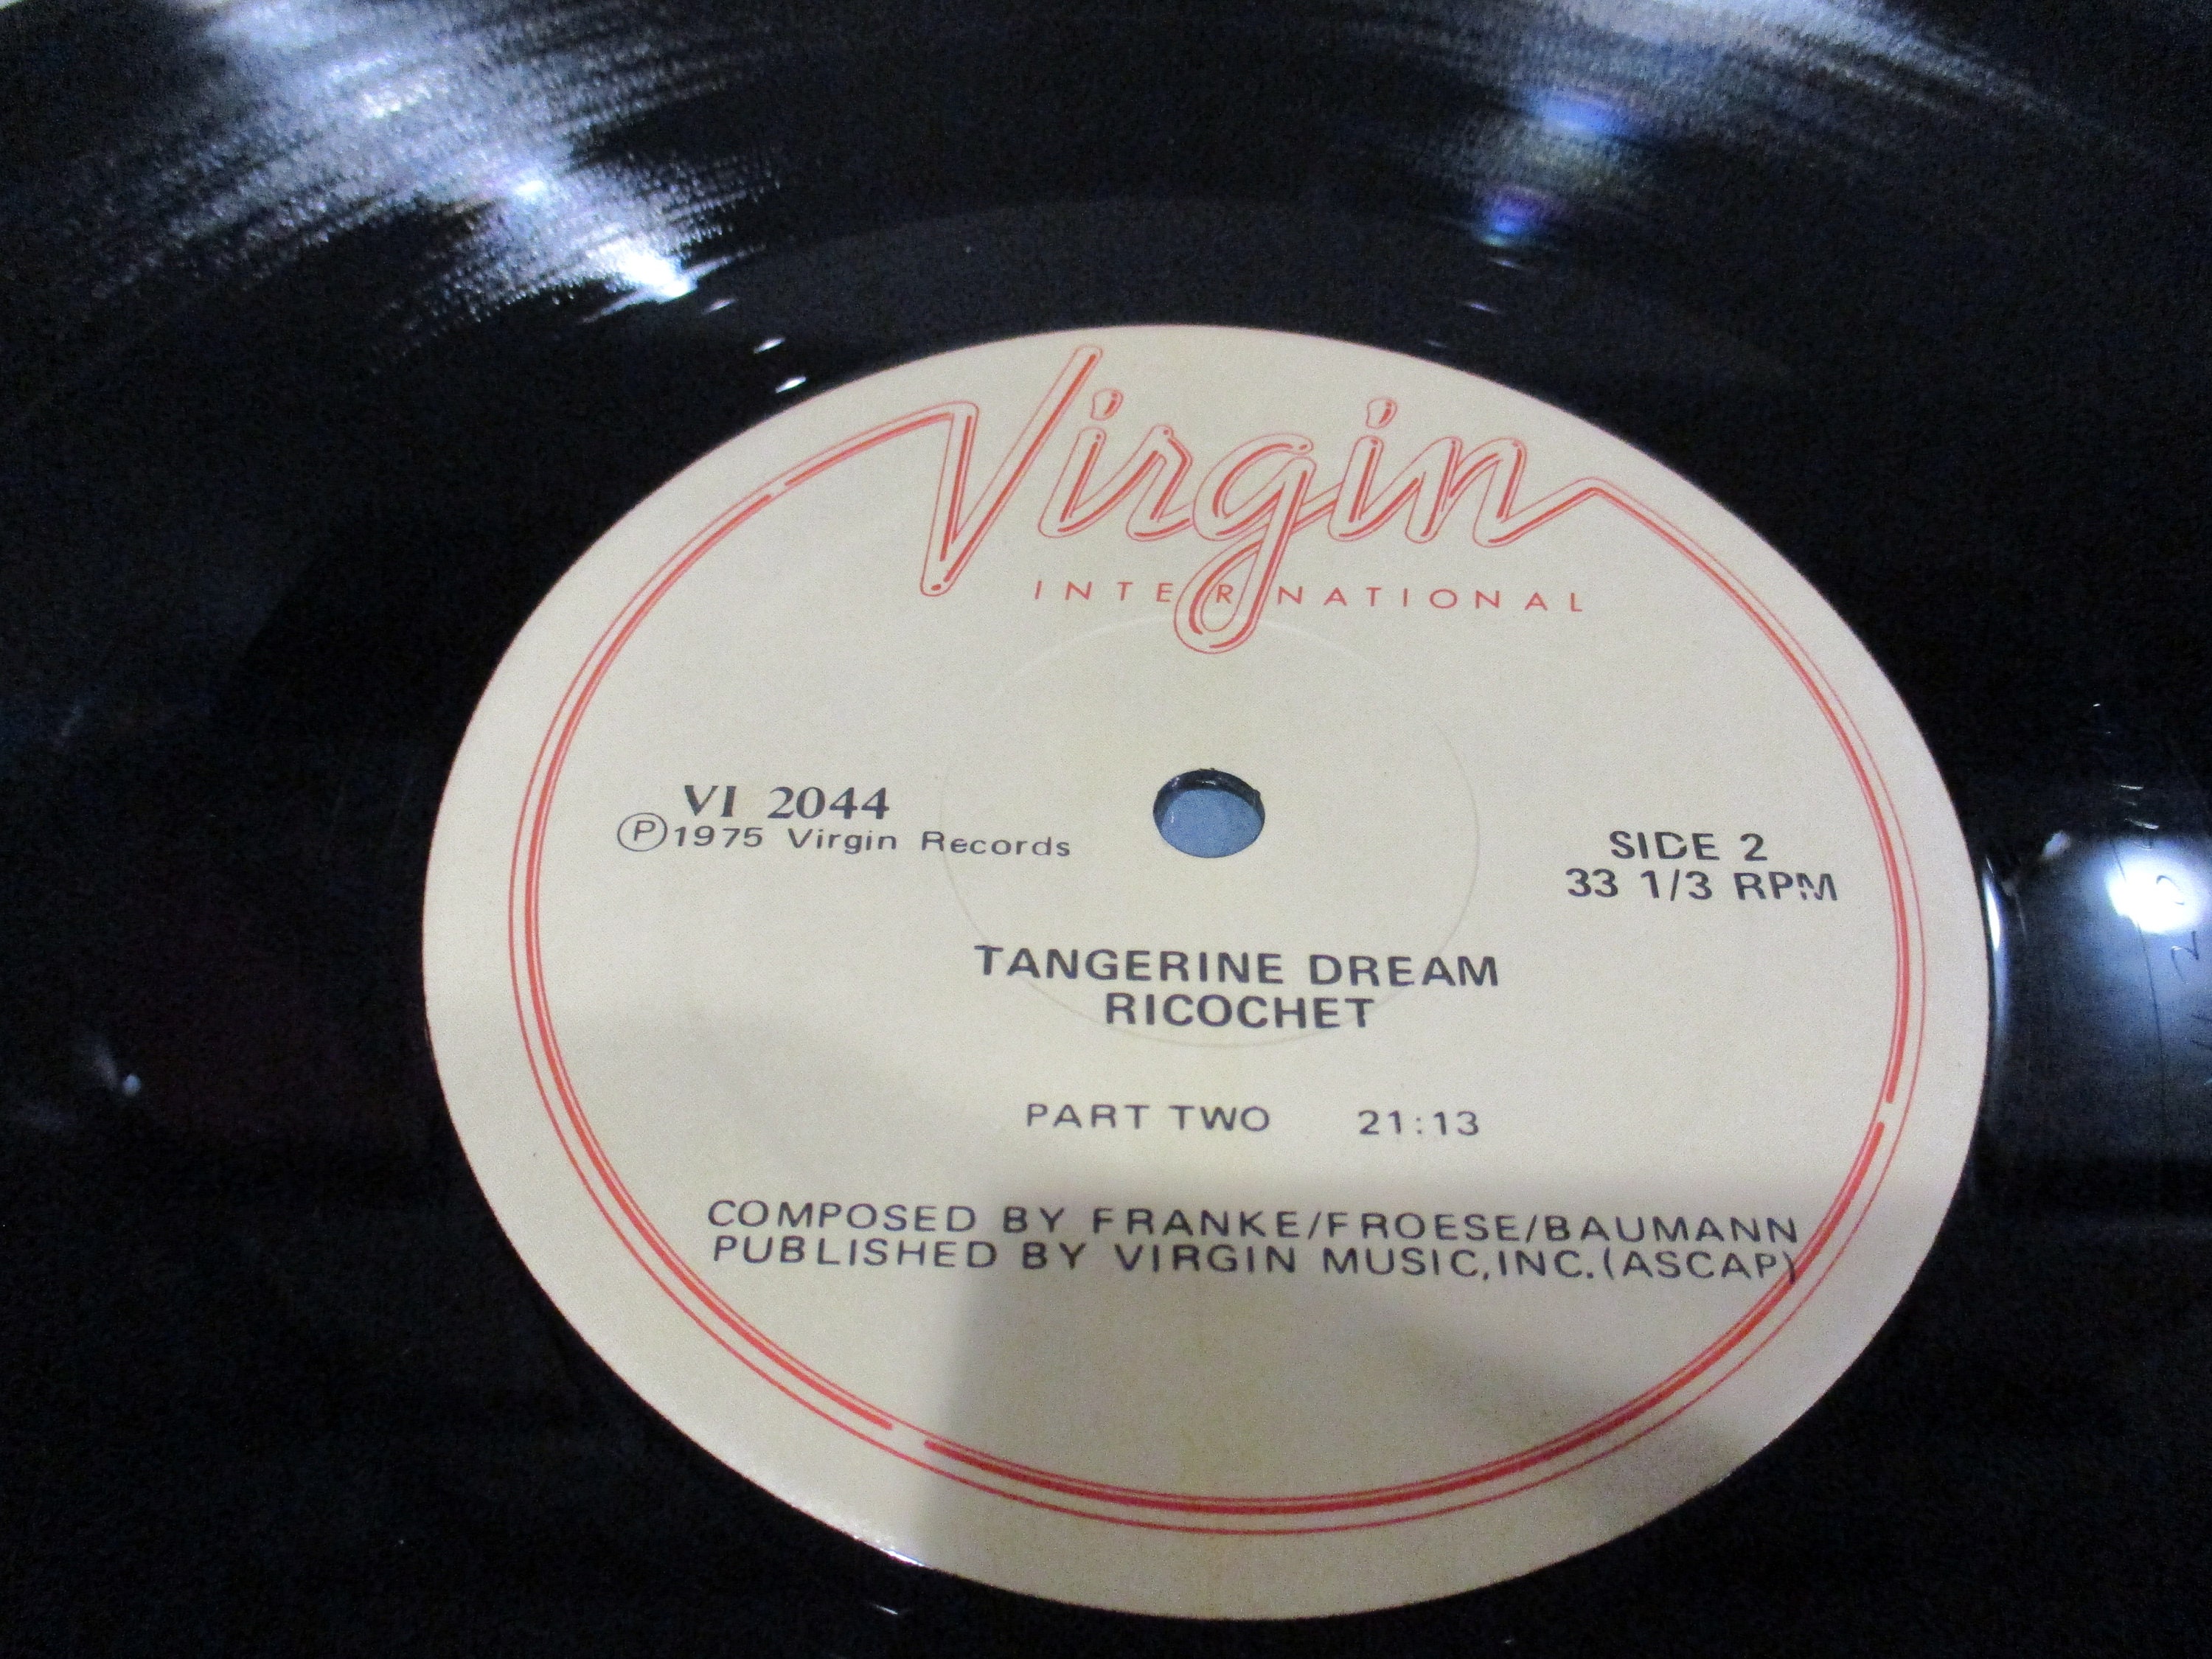 Virgin
INTERNATIONAL
VI 2044
Ⓟ1975 Virgin Records
SIDE 2
33 1/3 RPM
TANGERINE DREAM
RICOCHET
PART TWO 21:13
COMPOSED BY FRANKE/FROESE/BAUMANN
PUBLISHED BY VIRGIN MUSIC,INC.(ASCAP)